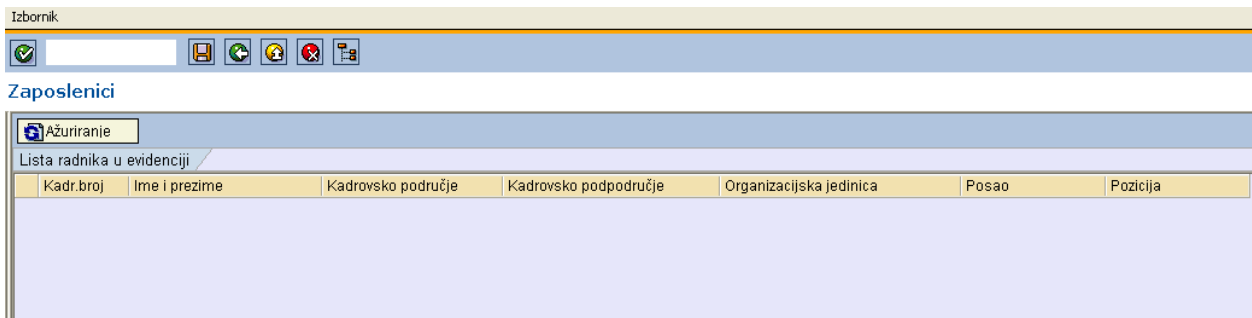 Izbornik
Zaposlenici
Ažuriranje
Lista radnika u evidenciji
Kadr.broj Ime i prezime Kadrovsko područje Kadrovsko podpodručje Organizacijska jedinica Posao Pozicija